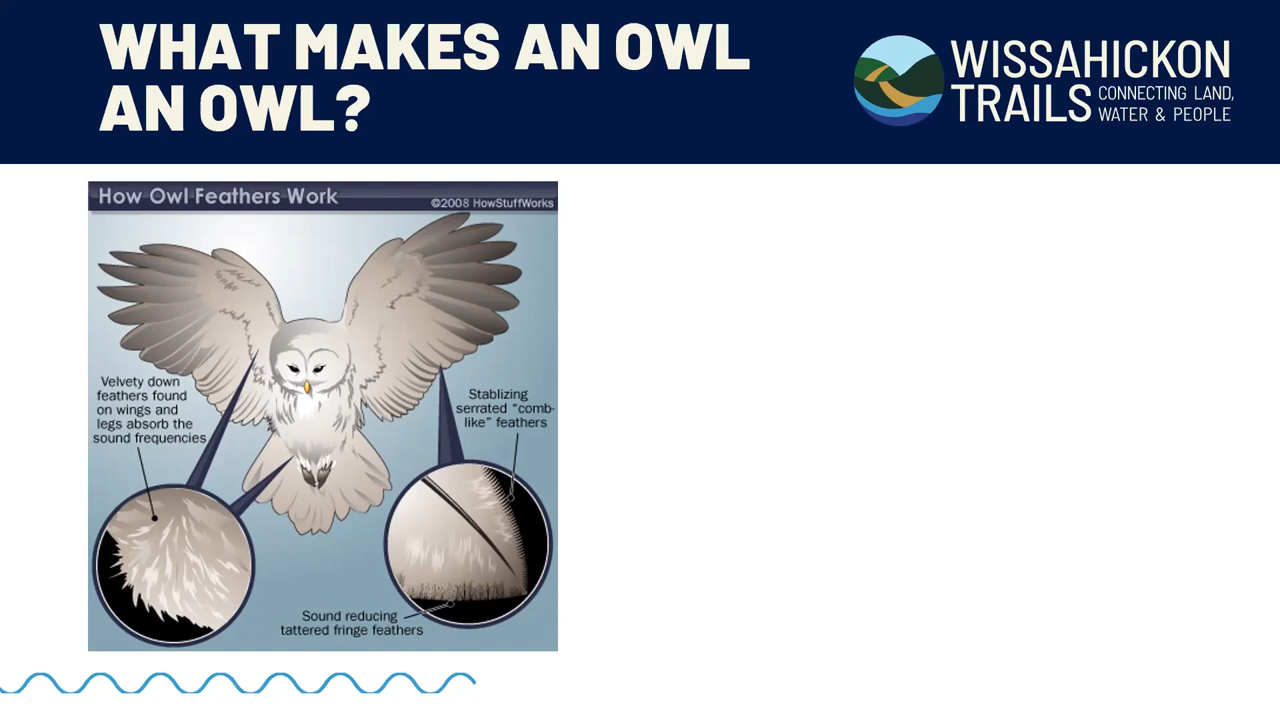 WHAT MAKES AN OWL
AN OWL?
WISSAHICKON
TRAILS
CONNECTING LAND,
WATER & PEOPLE
How Owl Feathers Work
©2008 HowStuffWorks
Velvety down
feathers found
on wings and
legs absorb the
sound frequencies
Stablizing
serrated “comb-
like” feathers
Sound reducing
tattered fringe feathers